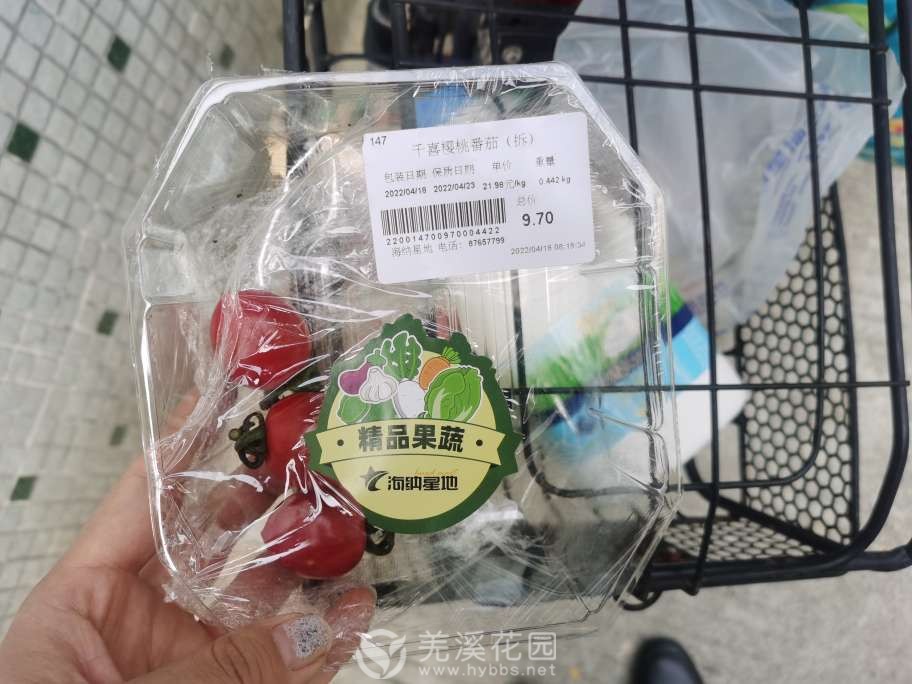 147
千喜樱桃番茄（拆）
包装日期 保质日期 单价 重量
2022/04/18 2022/04/23 21.98元/kg 0.442 kg
总价
9.70
2200147009700004422
海纳星地 电话： 87657799 2022/04/18 08:18:34
精品果蔬
海纳星地
羌溪花园
www.hybbs.net